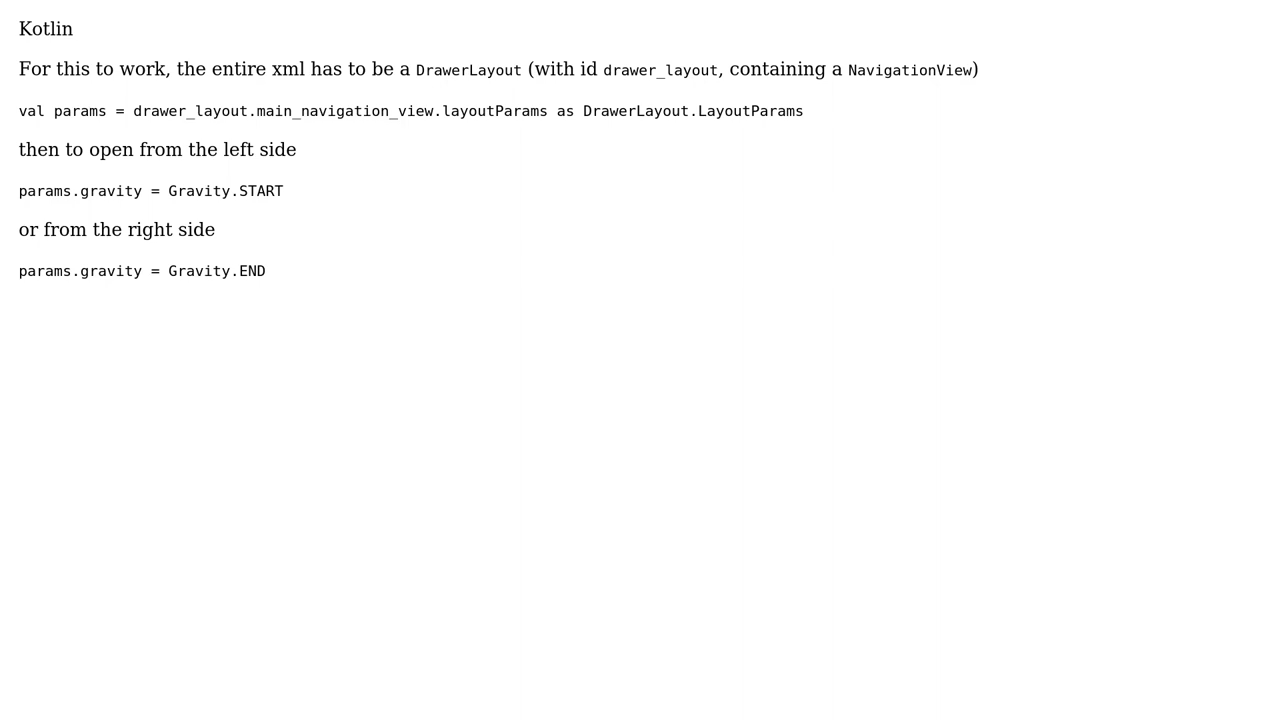 Kotlin
For this to work, the entire xml has to be a DrawerLayout (with id drawer_layout, containing a NavigationView)
val params = drawer_layout.main_navigation_view.layoutParams as DrawerLayout.LayoutParams
then to open from the left side
params.gravity = Gravity.START
or from the right side
params.gravity = Gravity.END